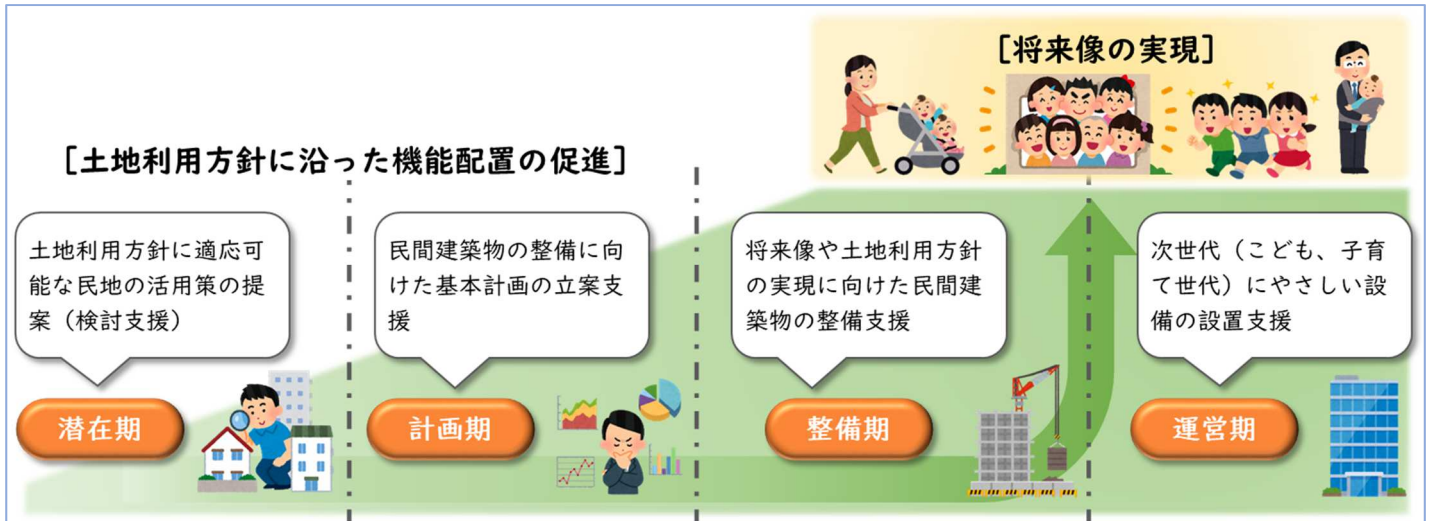 [将来像の実現]
[土地利用方針に沿った機能配置の促進]
土地利用方針に適応可
能な民地の活用策の提
案（検討支援）
潜在期
民間建築物の整備に向
けた基本計画の立案支
援
計画期
将来像や土地利用方針
の実現に向けた民間建
築物の整備支援
整備期
次世代（こども、子育
て世代）にやさしい設
備の設置支援
運営期